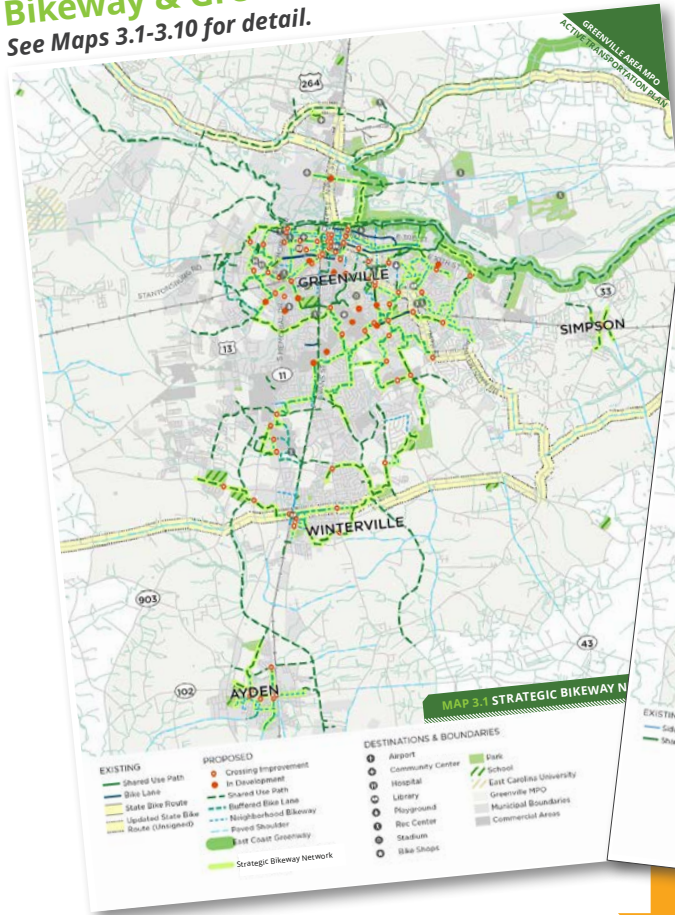 Bikeway &
See Maps 3.1-3.10 for detail.
GREENVILLE AREA MPO
ACTIVE TRANSPORTATION PLAN
264
STANTONSBURG RD
GREENVILLE
33
SIMPSON
13
11
WINTERVILLE
903
43
102
AYDEN
MAP 3.1 STRATEGIC BIKEWAY N
EXISTING
Shared Use Path
Bike Lane
State Bike Route
Updated State Bike
Route (Unsigned)
PROPOSED
Crossing Improvement
In Development
Shared Use Path
Buffered Bike Lane
Neighborhood Bikeway
Paved Shoulder
East Coast Greenway
Strategic Bikeway Network
DESTINATIONS & BOUNDARIES
Airport
Community Center
Hospital
Library
Playground
Rec Center
Stadium
Bike Shops
Park
School
East Carolina University
Greenville MPO
Municipal Boundaries
Commercial Areas
EXISTIN
Sid
Sha